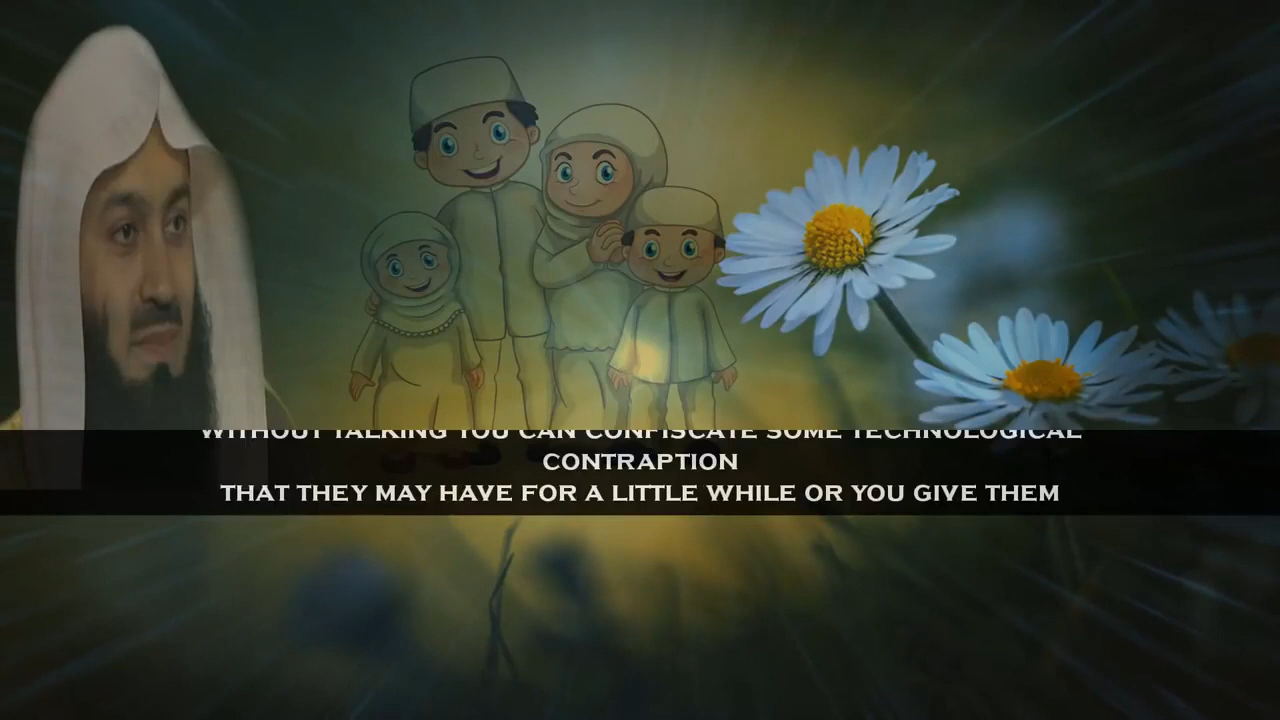 WITHOUT TALKING YOU CAN CONFISCATE SOME TECHNOLOGICAL
CONTRAPTION
THAT THEY MAY HAVE FOR A LITTLE WHILE OR YOU GIVE THEM